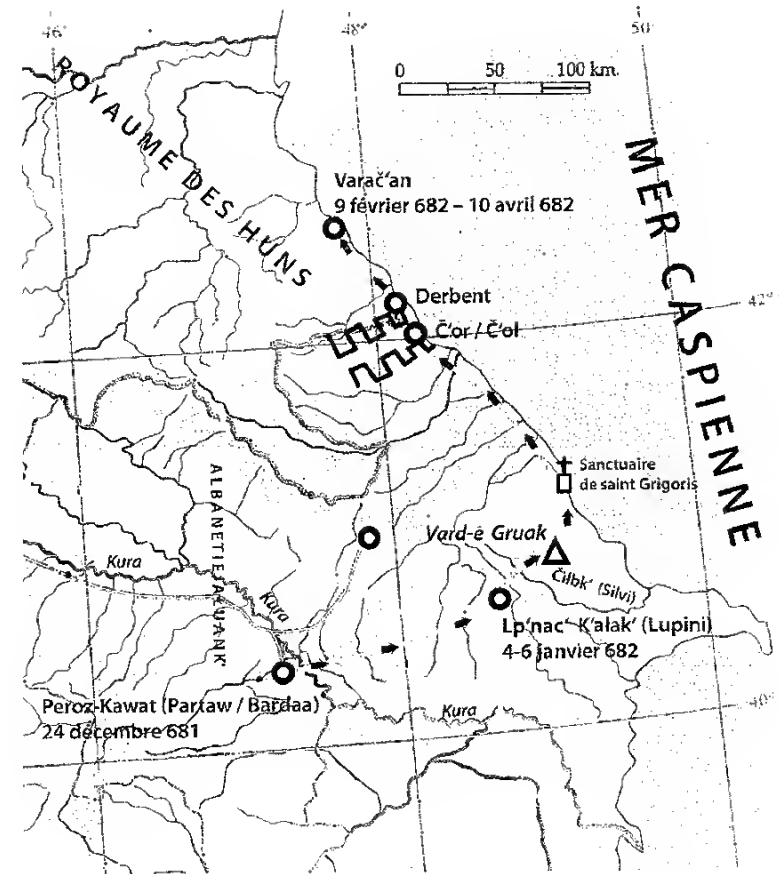 46°
48°
50°
0 50 100 km.
ROYAUME DES HUNS
MER CASPIENNE
Varač‘an
9 février 682 – 10 avril 682
Derbent
42°
Č‘or / Č‘ol
Sanctuaire
de saint Grigoris
Vard-ē Gruak
Čiłbk‘ (Silvi)
Kura
Kura
Lp‘nac‘ K‘ałak‘ (Lupini)
4-6 janvier 682
Peroz-Kawat (Partaw / Bardaa)
24 décembre 681
Kura
40°